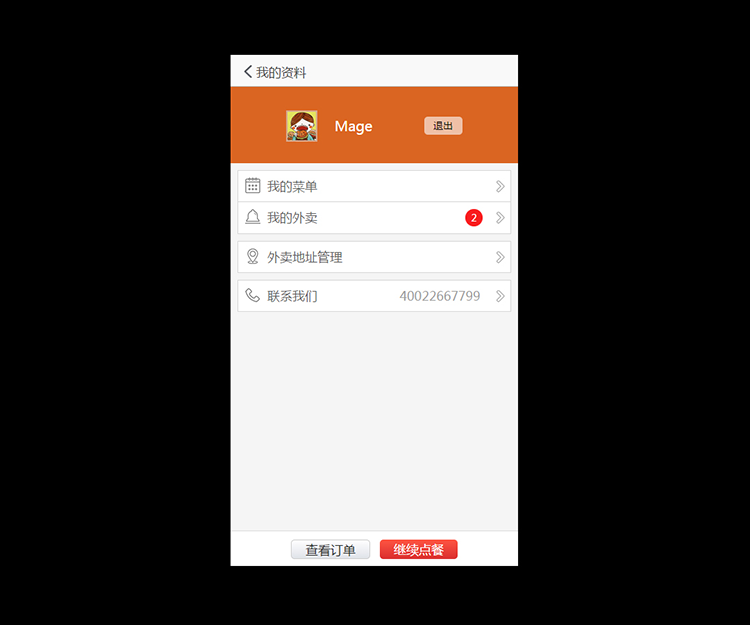 我的资料
Mage 退出
我的菜单
我的外卖 2
外卖地址管理
联系我们 40022667799
查看订单 继续点餐